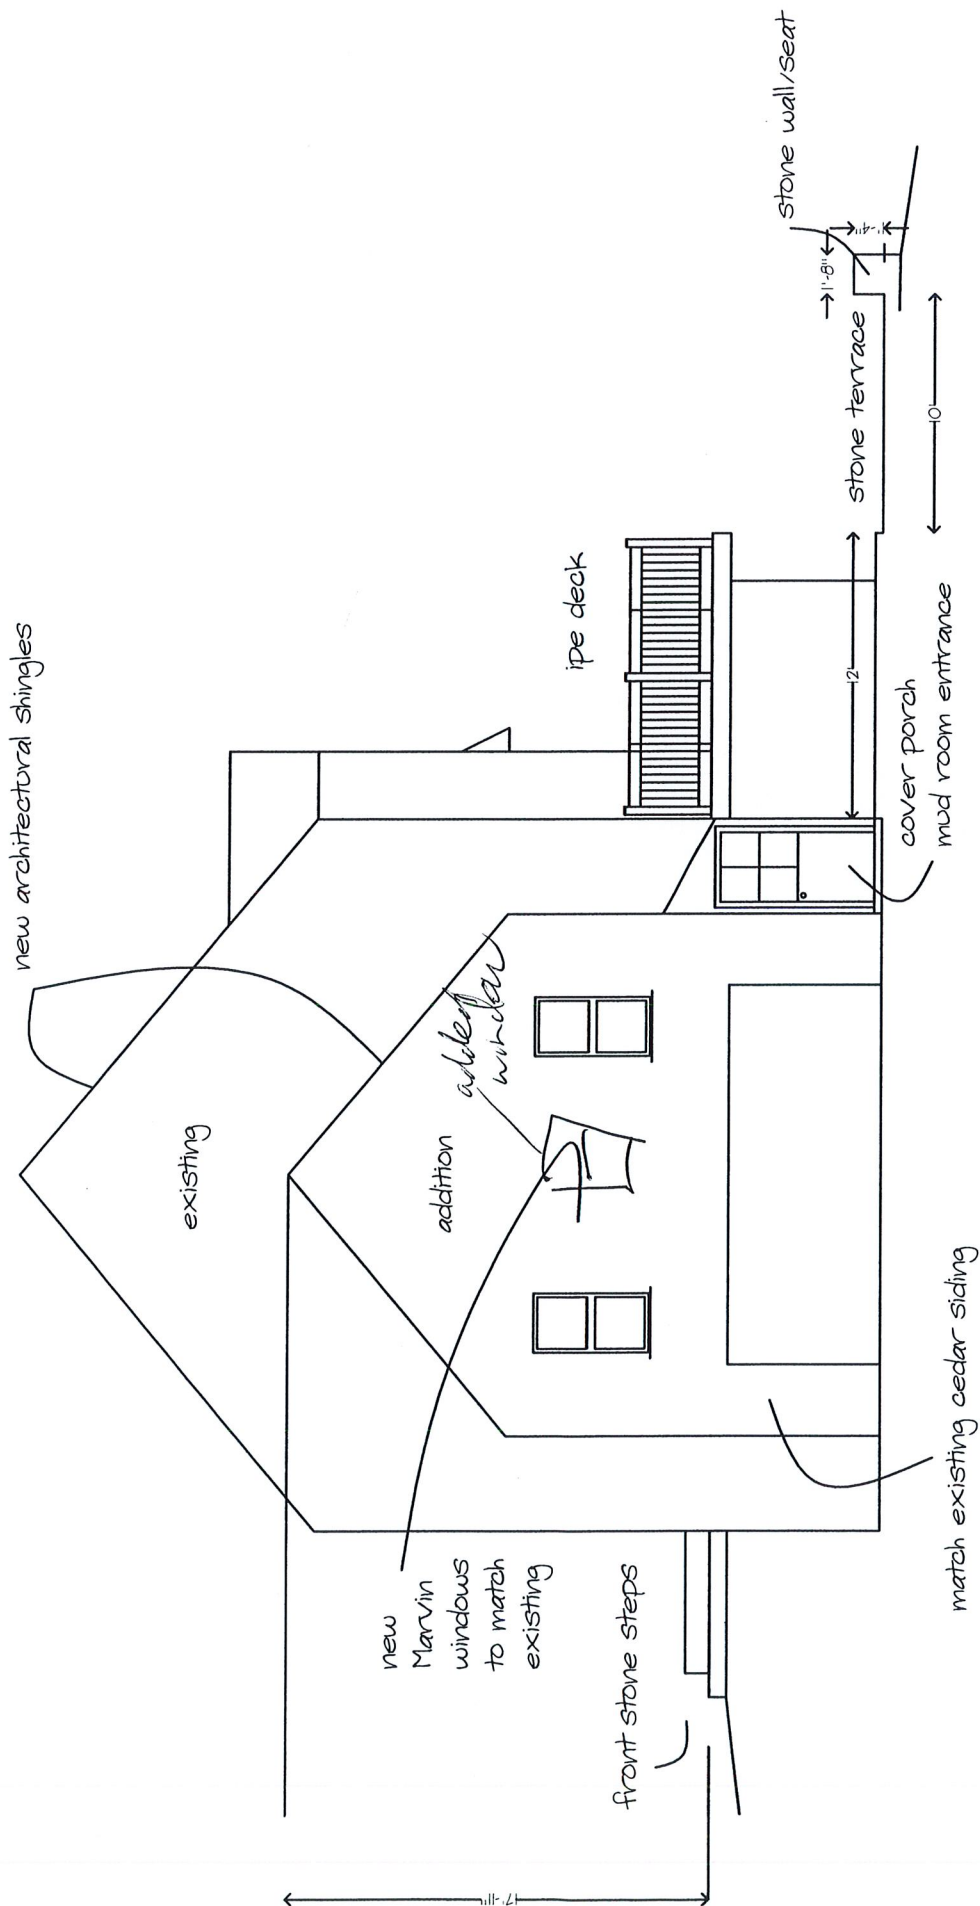 new architectural shingles
existing
addition
added
window
ipe deck
stone wall/seat
1'-8"
1'-4"
stone terrace
10'
12'
cover porch
mud room entrance
new
Marvin
windows
to match
existing
front stone steps
17'-11"
match existing cedar siding